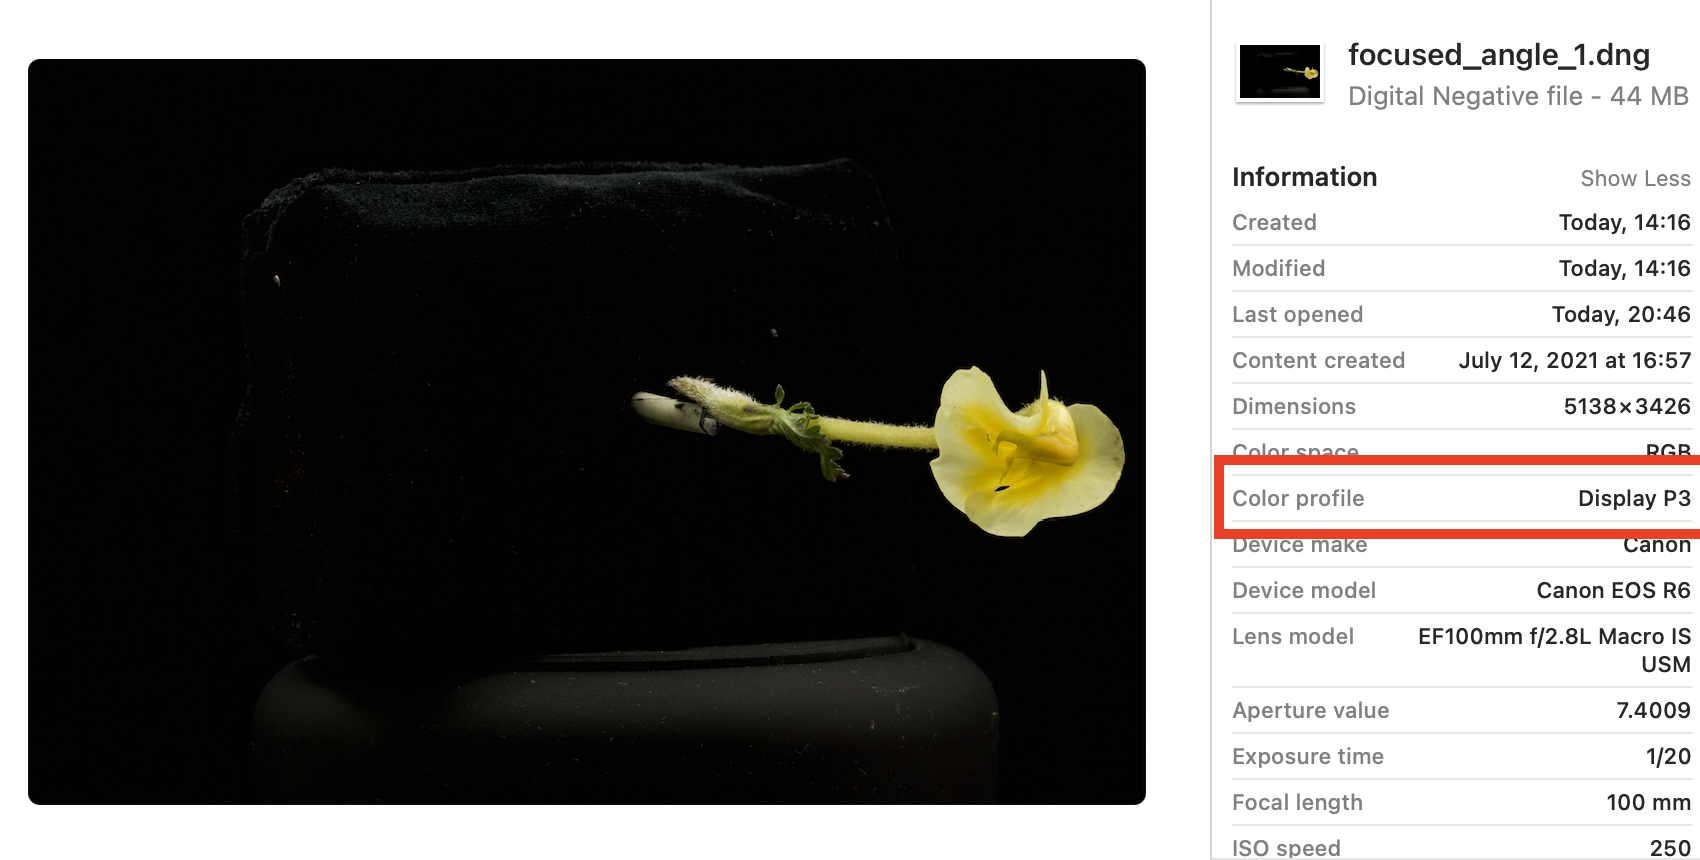 focused_angle_1.dng
Digital Negative file - 44 MB
Information Show Less
Created Today, 14:16
Modified Today, 14:16
Last opened Today, 20:46
Content created July 12, 2021 at 16:57
Dimensions 5138×3426
Color space RGB
Color profile Display P3
Device make Canon
Device model Canon EOS R6
Lens model EF100mm f/2.8L Macro IS
USM
Aperture value 7.4009
Exposure time 1/20
Focal length 100 mm
ISO speed 250